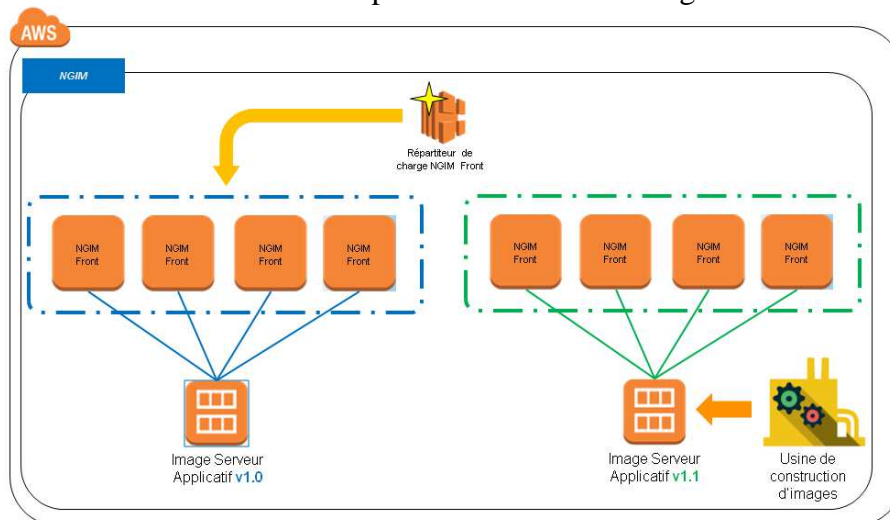 AWS
NGIM
Répartiteur de
charge NGIM Front
NGIM
Front
NGIM
Front
NGIM
Front
NGIM
Front
NGIM
Front
NGIM
Front
NGIM
Front
NGIM
Front
Image Serveur
Applicatif v1.0
Image Serveur
Applicatif v1.1
Usine de
construction
d'images